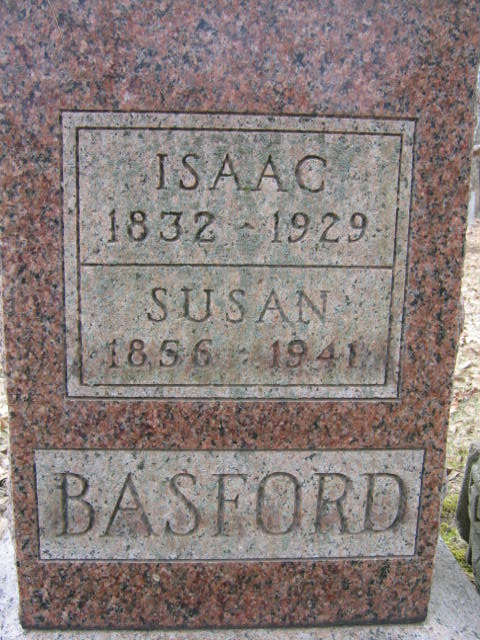 ISAAC
1832 - 1929
SUSAN
1856 - 1941
BASFORD